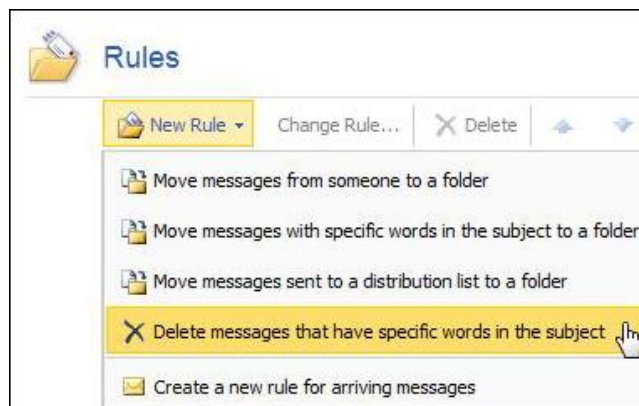 Rules
New Rule Change Rule... Delete
Move messages from someone to a folder
Move messages with specific words in the subject to a folder
Move messages sent to a distribution list to a folder
Delete messages that have specific words in the subject
Create a new rule for arriving messages